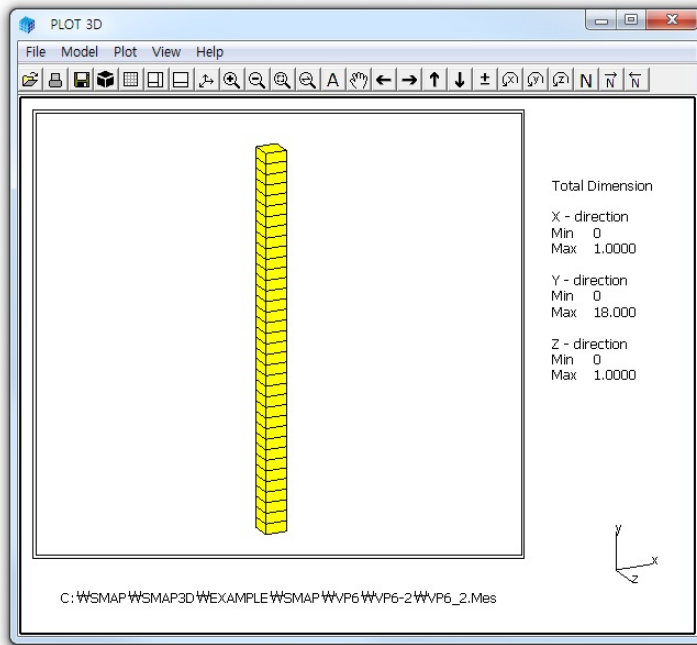 PLOT 3D
File Model Plot View Help
A x y z N N N
Total Dimension
X - direction
Min 0
Max 1.0000
Y - direction
Min 0
Max 18.000
Z - direction
Min 0
Max 1.0000
y
x
z
C:₩SMAP₩SMAP3D₩EXAMPLE₩SMAP₩VP6₩VP6-2₩VP6_2.Mes